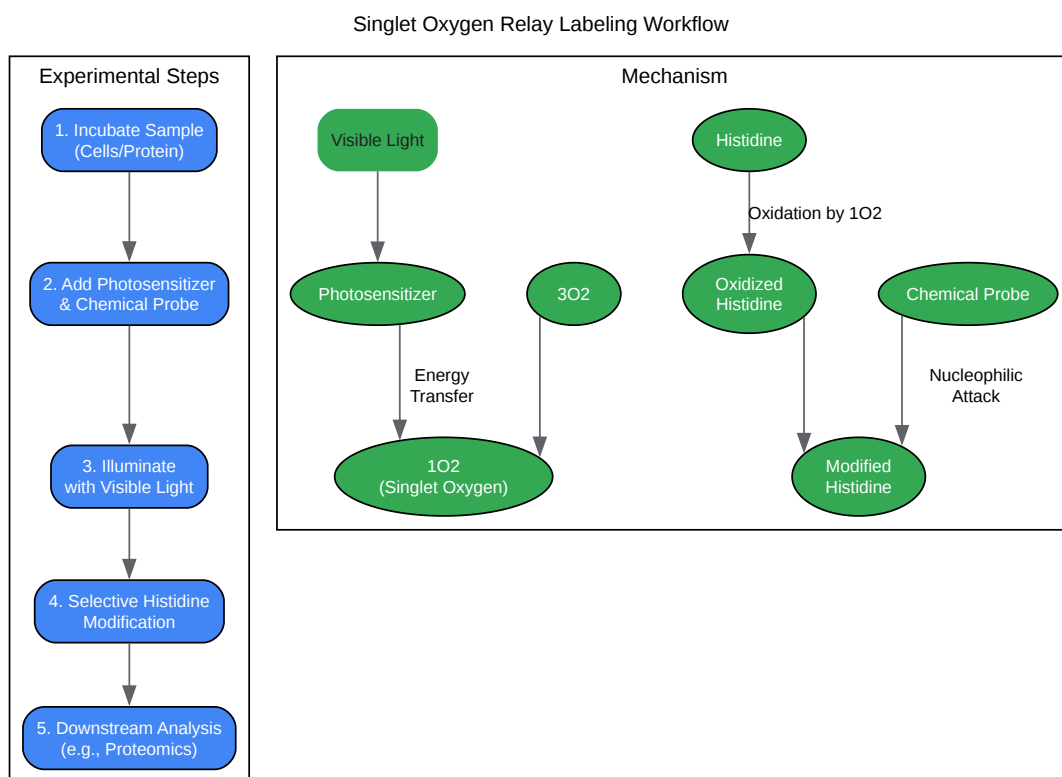 Singlet Oxygen Relay Labeling Workflow
Experimental Steps
1. Incubate Sample
(Cells/Protein)
2. Add Photosensitizer
& Chemical Probe
3. Illuminate
with Visible Light
4. Selective Histidine
Modification
5. Downstream Analysis
(e.g., Proteomics)
Mechanism
Visible Light
Photosensitizer
3O2
Energy
Transfer
1O2
(Singlet Oxygen)
Histidine
Oxidation by 1O2
Oxidized
Histidine
Chemical Probe
Nucleophilic
Attack
Modified
Histidine